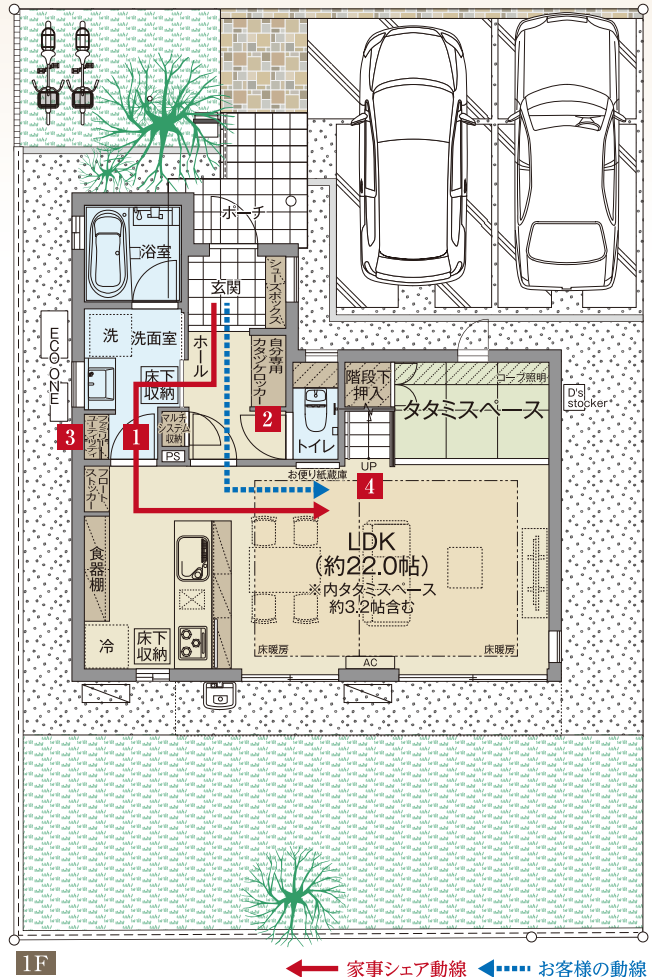 ポーチ
浴室
玄関
シューズボックス
洗
洗面室
ホール
自分専用
カタヅケロッカー
ECO ONE
床下
収納
階段下
押入
コーブ照明
タタミスペース
D's
stocker
3
1
2
ファミリー
ユーティリティ
マルチ
システム
収納
PS
トイレ
お便り紙蔵庫
UP
4
フロート
ストッカー
食器棚
LDK
(約22.0帖)
※内タタミスペース
約3.2帖含む
冷
床下
収納
床暖房
床暖房
AC
1F
家事シェア動線
お客様の動線